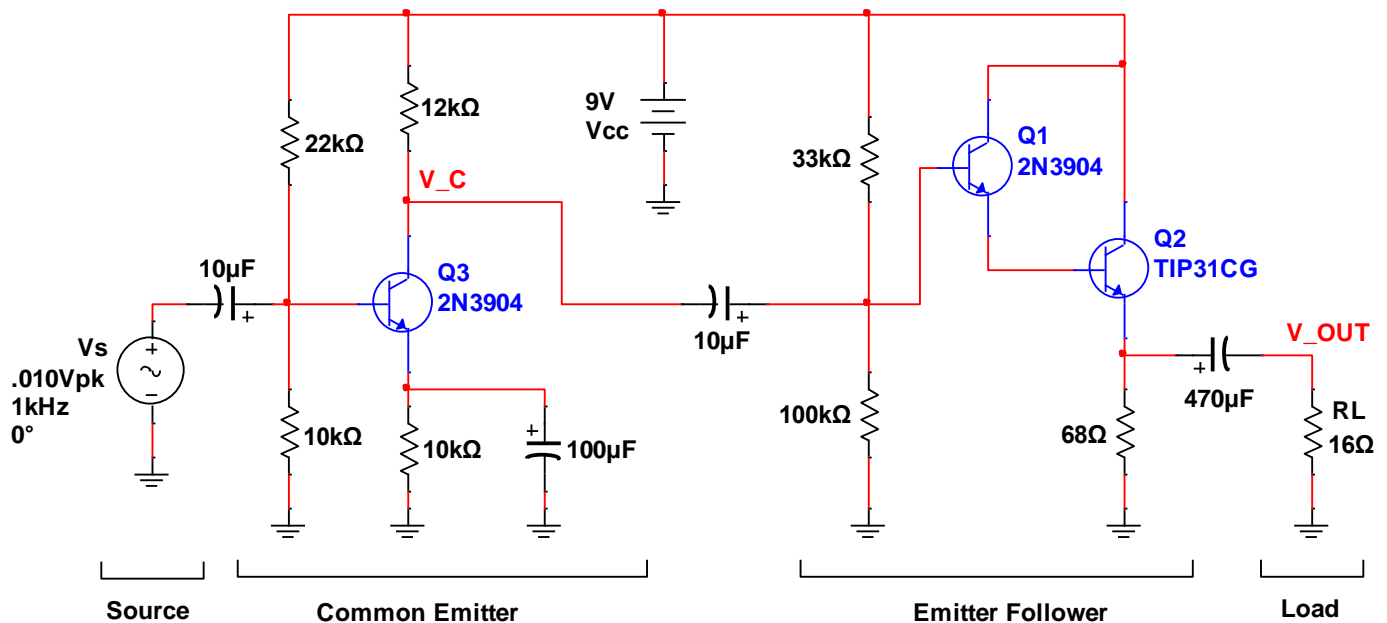 12kΩ
22kΩ
9V
Vcc
33kΩ
Q1
2N3904
V_C
Q2
TIP31CG
10µF
+
Q3
2N3904
10µF
+
V_OUT
Vs
.010Vpk
1kHz
0°
+
470µF
RL
16Ω
10kΩ
10kΩ
+
100µF
100kΩ
68Ω
Source
Common Emitter
Emitter Follower
Load